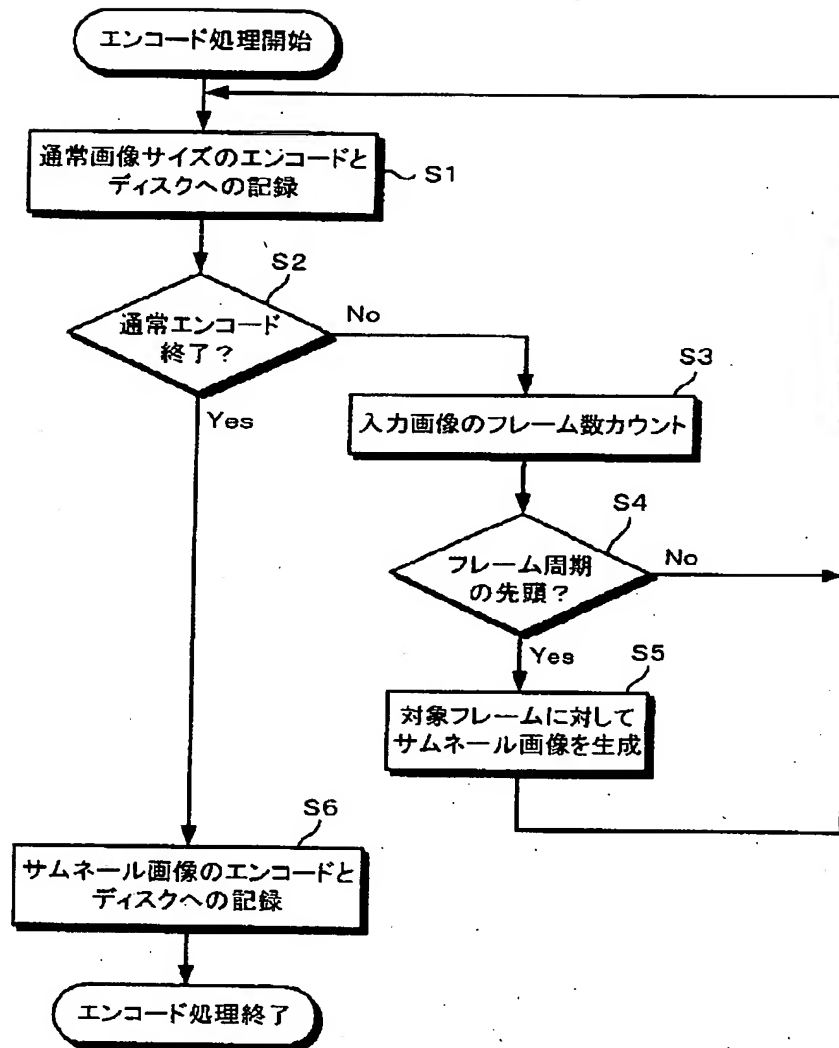 エンコード処理開始
通常画像サイズのエンコードと
ディスクへの記録
S1
S2
通常エンコード
終了?
No
Yes
S3
入力画像のフレーム数カウント
S4
フレーム周期
の先頭?
No
Yes
S5
対象フレームに対して
サムネール画像を生成
S6
サムネール画像のエンコードと
ディスクへの記録
エンコード処理終了